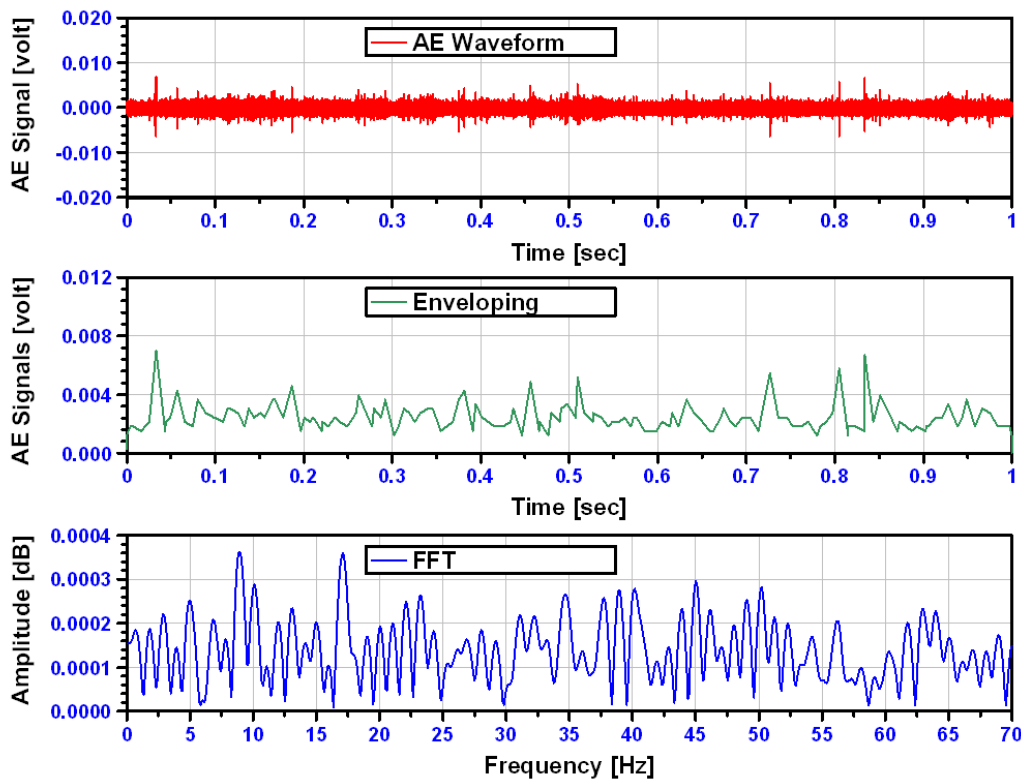 AE Signal [volt]
0.020
0.010
0.000
-0.010
-0.020
AE Waveform
0 0.1 0.2 0.3 0.4 0.5 0.6 0.7 0.8 0.9 1
Time [sec]
AE Signals [volt]
0.012
0.008
0.004
0.000
Enveloping
0 0.1 0.2 0.3 0.4 0.5 0.6 0.7 0.8 0.9 1
Time [sec]
Amplitude [dB]
0.0004
0.0003
0.0002
0.0001
0.0000
FFT
0 5 10 15 20 25 30 35 40 45 50 55 60 65 70
Frequency [Hz]